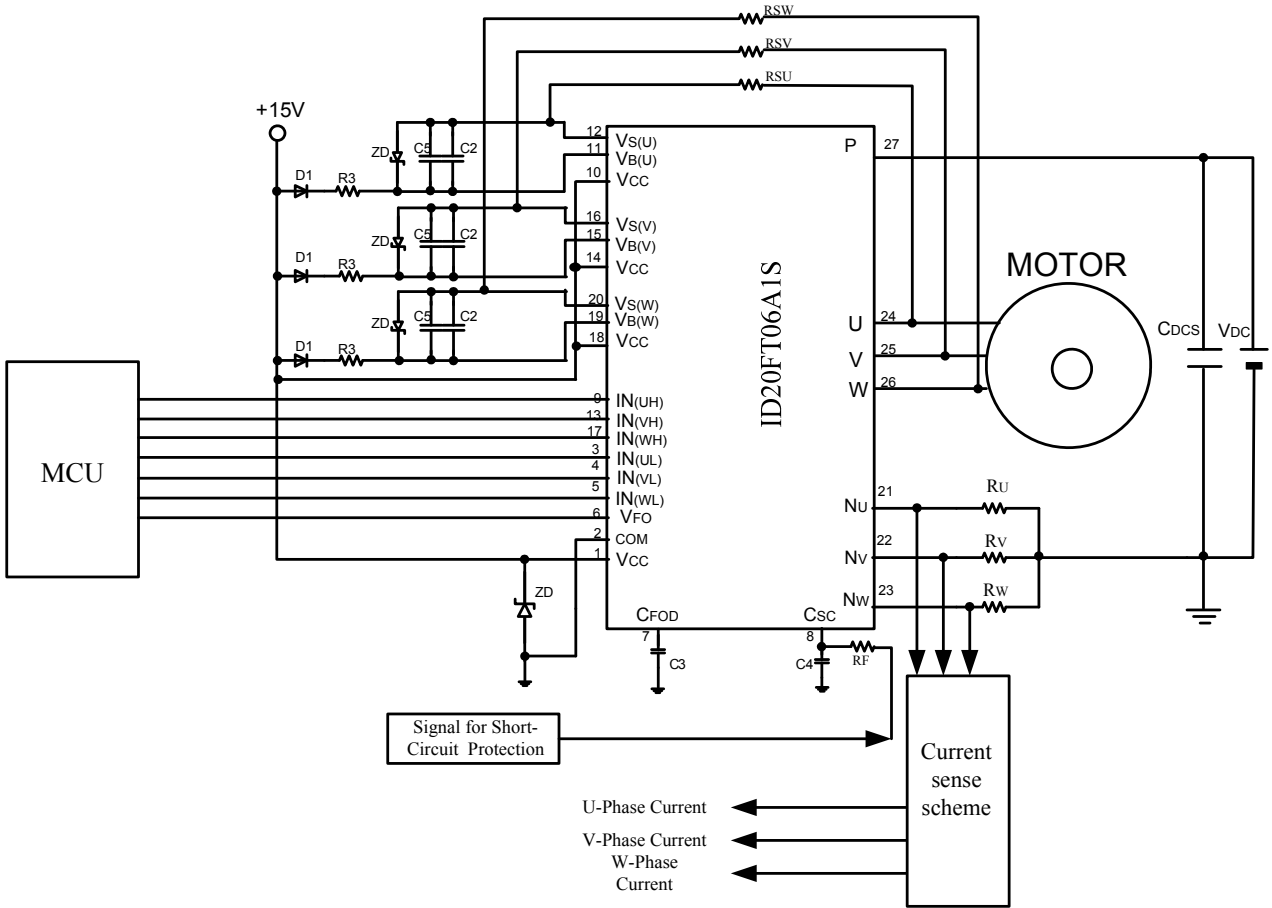 RSW
RSV
RSU
+15V
ZD
C5
C2
D1
R3
12
VS(U)
11
VB(U)
10
VCC
P
27
ZD
C5
C2
D1
R3
16
VS(V)
15
VB(V)
14
VCC
ZD
C5
C2
D1
R3
20
VS(W)
19
VB(W)
18
VCC
ID20FT06A1S
MOTOR
U
24
V
25
W
26
CDCS
VDC
MCU
9
IN(UH)
13
IN(VH)
17
IN(WH)
3
IN(UL)
4
IN(VL)
5
IN(WL)
6
VFO
2
COM
1
VCC
ZD
NU
21
RU
NV
22
RV
NW
23
RW
CFOD
7
C3
CSC
8
C4
RF
Signal for Short-
Circuit Protection
Current
sense
scheme
U-Phase Current
V-Phase Current
W-Phase
Current